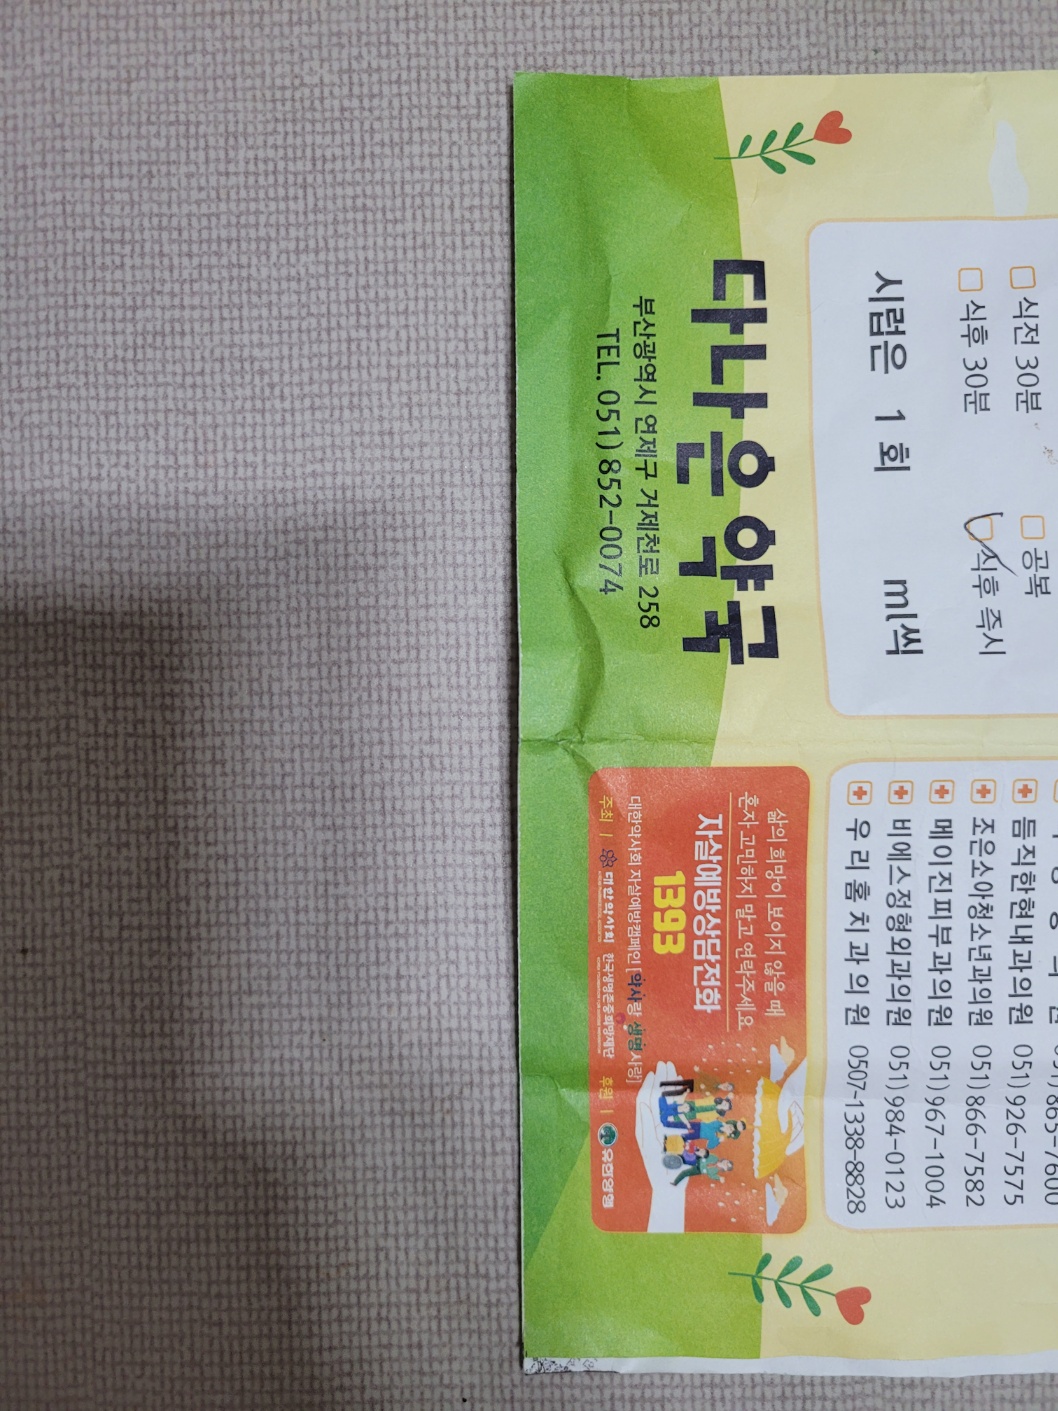 식전 30분 공복
식후 30분 식후 즉시
시럽은 1 회 ml씩
듬직한현내과의원 051)926-7575
조은소아청소년과의원 051)866-7582
메이진피부과의원 051)967-1004
비에스정형외과의원 051)984-0123
우리홈치과의원 0507-1338-8828
다나은약국
부산광역시 연제구 거제천로 258
TEL. 051)852-0074
삶의 희망이 보이지 않을 때
혼자 고민하지 말고 연락주세요
자살예방상담전화
1393
대한약사회 자살예방캠페인 [약사랑 생명사랑]
주최 | 대한약사회 한국생명존중희망재단 후원 | 유한양행